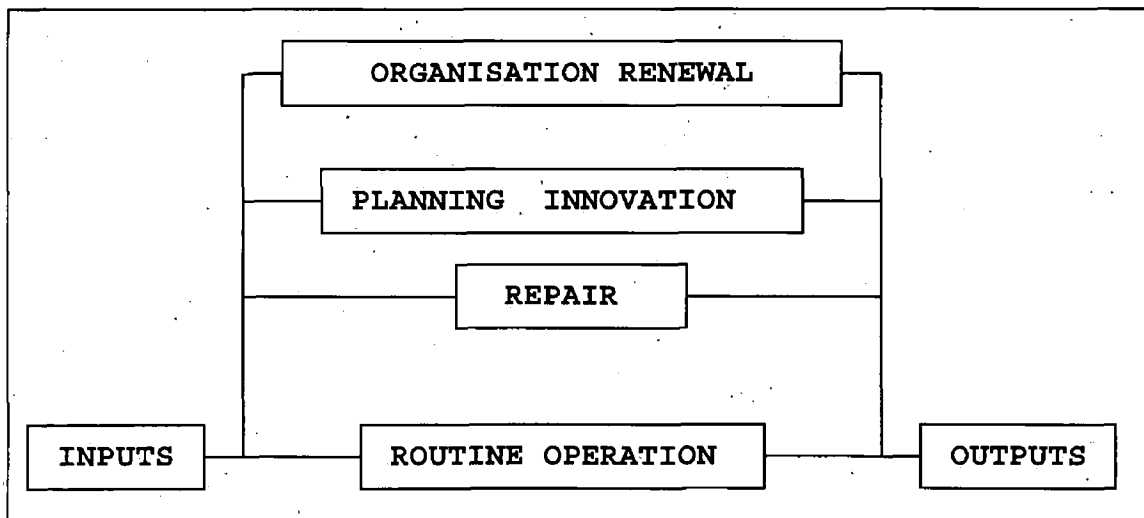 ORGANISATION RENEWAL
PLANNING INNOVATION
REPAIR
INPUTS
ROUTINE OPERATION
OUTPUTS